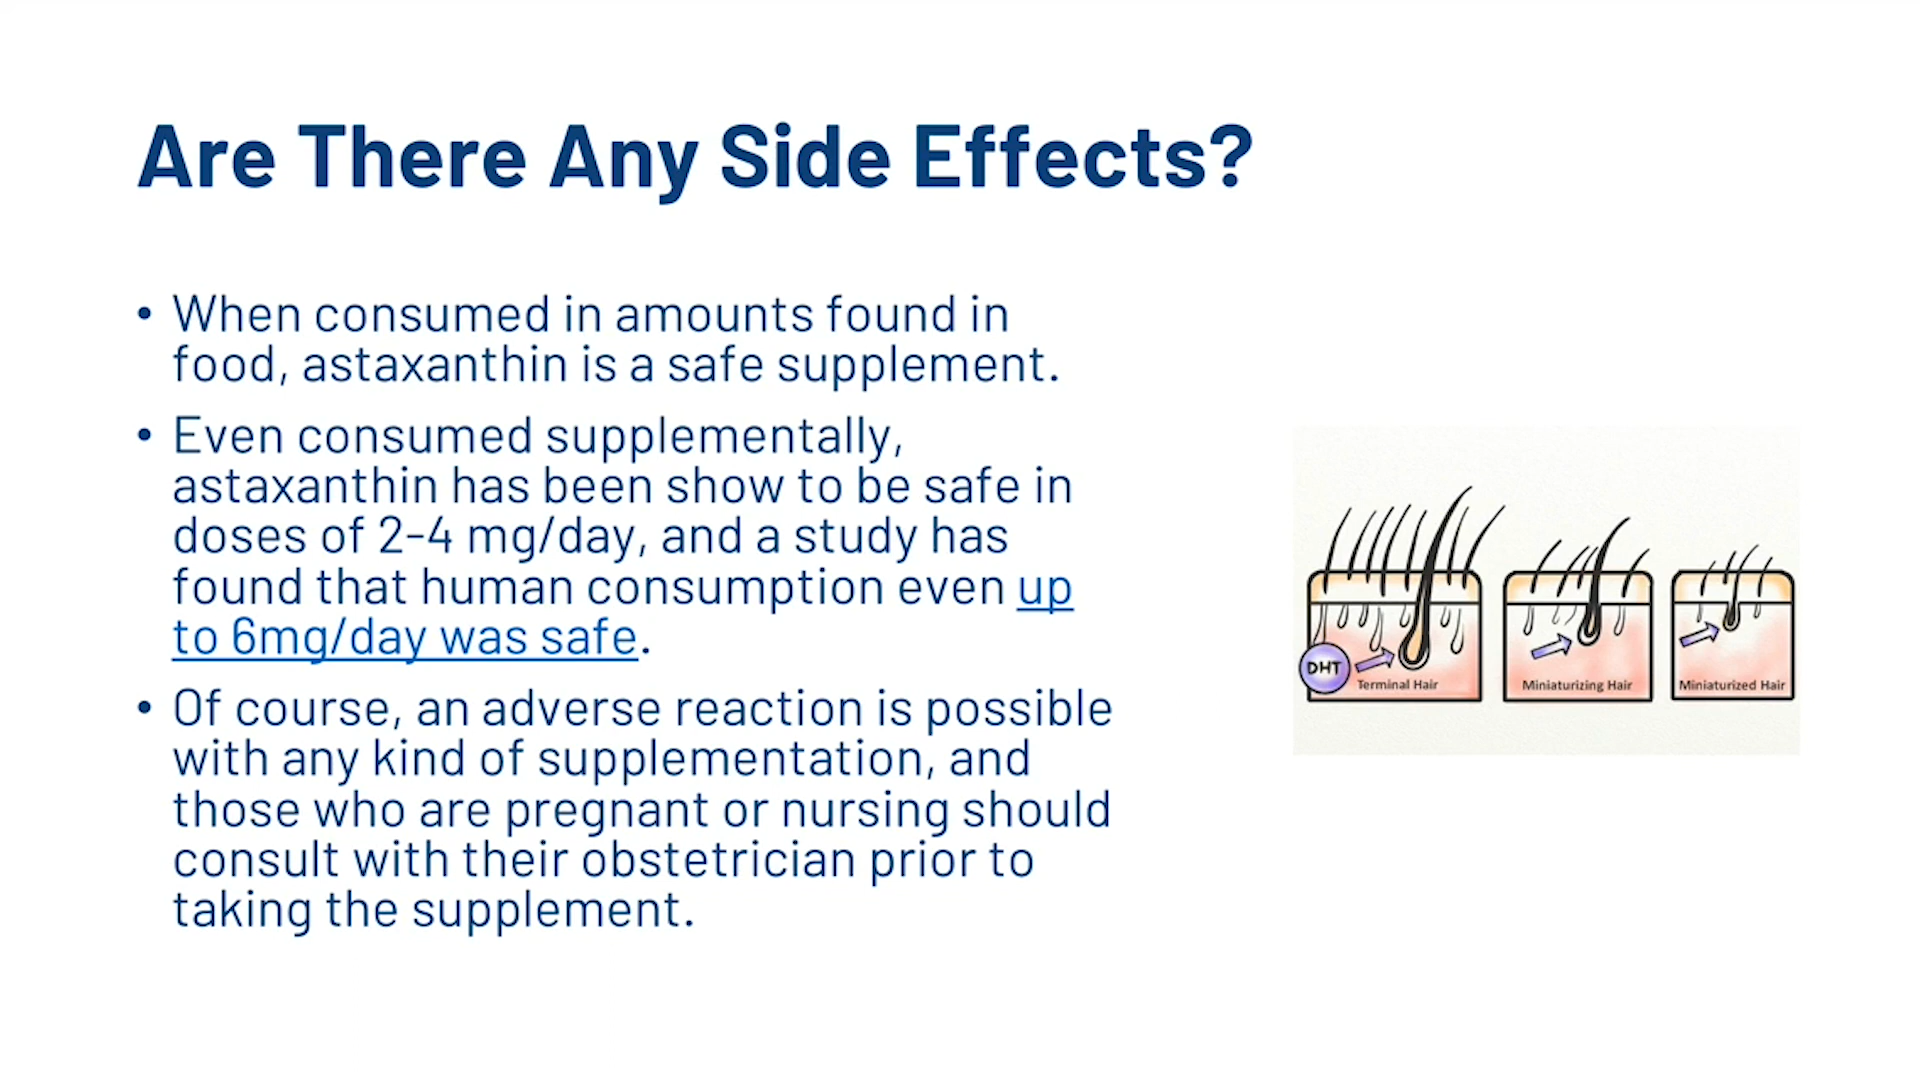 Are There Any Side Effects?
• When consumed in amounts found in
food, astaxanthin is a safe supplement.
• Even consumed supplementally,
astaxanthin has been show to be safe in
doses of 2-4 mg/day, and a study has
found that human consumption even up
to 6mg/day was safe.
• Of course, an adverse reaction is possible
with any kind of supplementation, and
those who are pregnant or nursing should
consult with their obstetrician prior to
taking the supplement.
DHT
Terminal Hair
Miniaturizing Hair
Miniaturized Hair